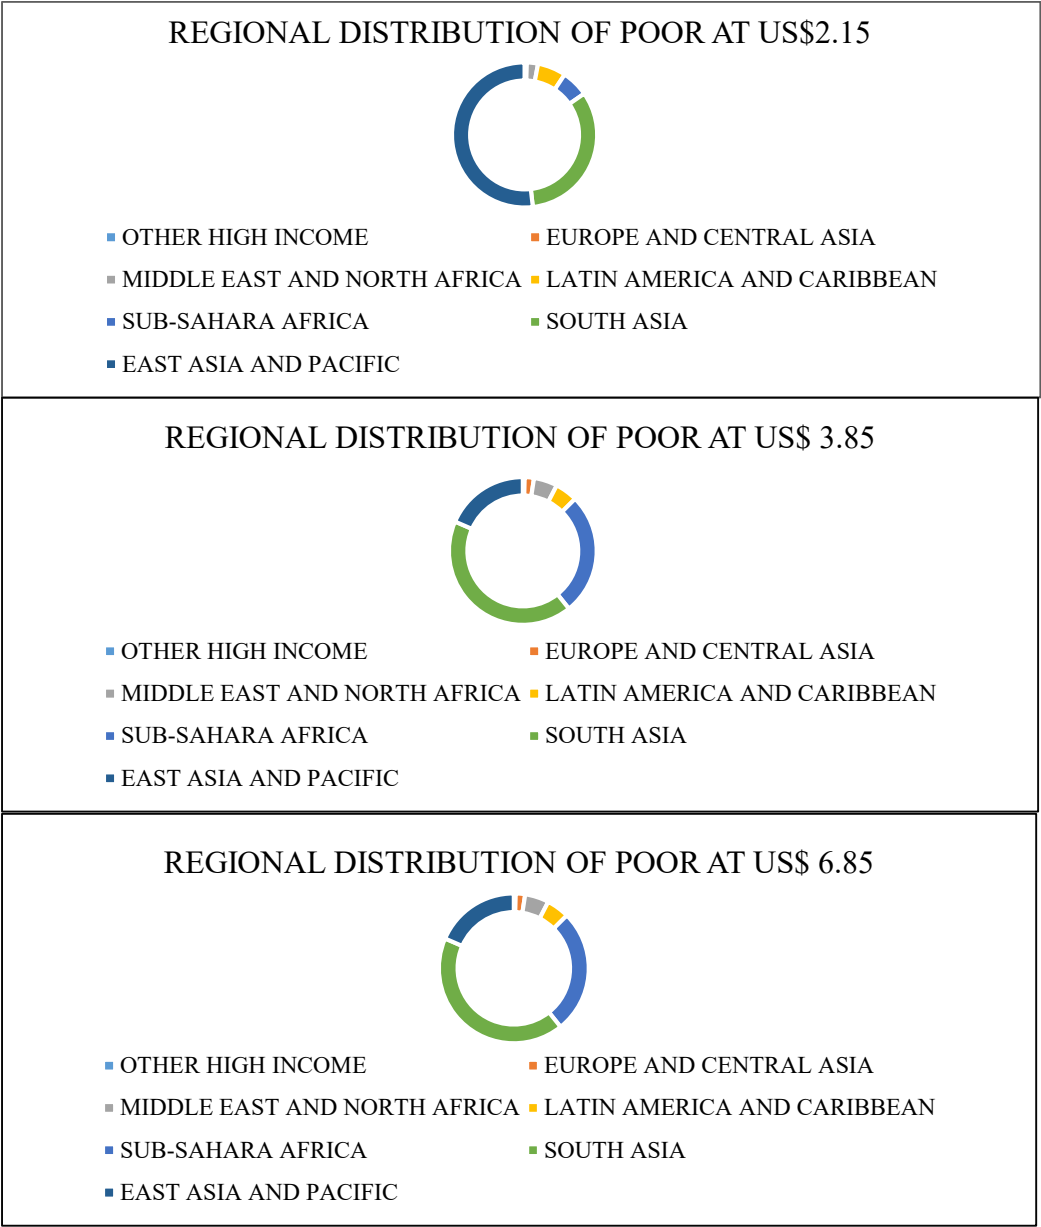 REGIONAL DISTRIBUTION OF POOR AT US$2.15
OTHER HIGH INCOME
EUROPE AND CENTRAL ASIA
MIDDLE EAST AND NORTH AFRICA
LATIN AMERICA AND CARIBBEAN
SUB-SAHARA AFRICA
SOUTH ASIA
EAST ASIA AND PACIFIC
REGIONAL DISTRIBUTION OF POOR AT US$ 3.85
OTHER HIGH INCOME
EUROPE AND CENTRAL ASIA
MIDDLE EAST AND NORTH AFRICA
LATIN AMERICA AND CARIBBEAN
SUB-SAHARA AFRICA
SOUTH ASIA
EAST ASIA AND PACIFIC
REGIONAL DISTRIBUTION OF POOR AT US$ 6.85
OTHER HIGH INCOME
EUROPE AND CENTRAL ASIA
MIDDLE EAST AND NORTH AFRICA
LATIN AMERICA AND CARIBBEAN
SUB-SAHARA AFRICA
SOUTH ASIA
EAST ASIA AND PACIFIC